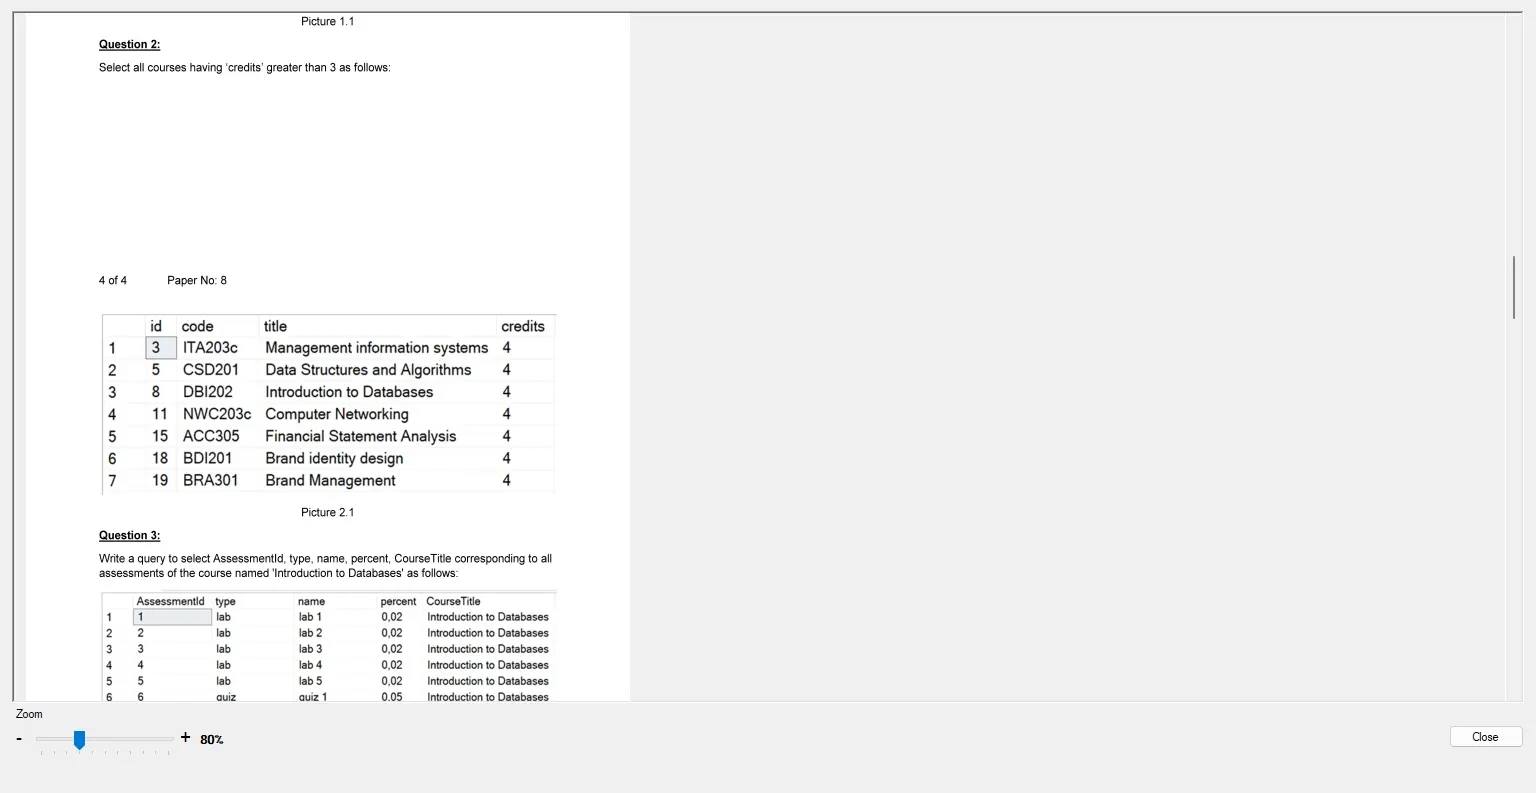 Picture 1.1
Question 2:
Select all courses having ‘credits’ greater than 3 as follows:
4 of 4 Paper No: 8
id code title credits
1 3 ITA203c Management information systems 4
2 5 CSD201 Data Structures and Algorithms 4
3 8 DBI202 Introduction to Databases 4
4 11 NWC203c Computer Networking 4
5 15 ACC305 Financial Statement Analysis 4
6 18 BDI201 Brand identity design 4
7 19 BRA301 Brand Management 4
Picture 2.1
Question 3:
Write a query to select AssessmentId, type, name, percent, CourseTitle corresponding to all
assessments of the course named 'Introduction to Databases' as follows:
AssessmentId type name percent CourseTitle
1 1 lab lab 1 0,02 Introduction to Databases
2 2 lab lab 2 0,02 Introduction to Databases
3 3 lab lab 3 0,02 Introduction to Databases
4 4 lab lab 4 0,02 Introduction to Databases
5 5 lab lab 5 0,02 Introduction to Databases
6 6 quiz quiz 1 0.05 Introduction to Databases
Zoom
- + 80%
Close